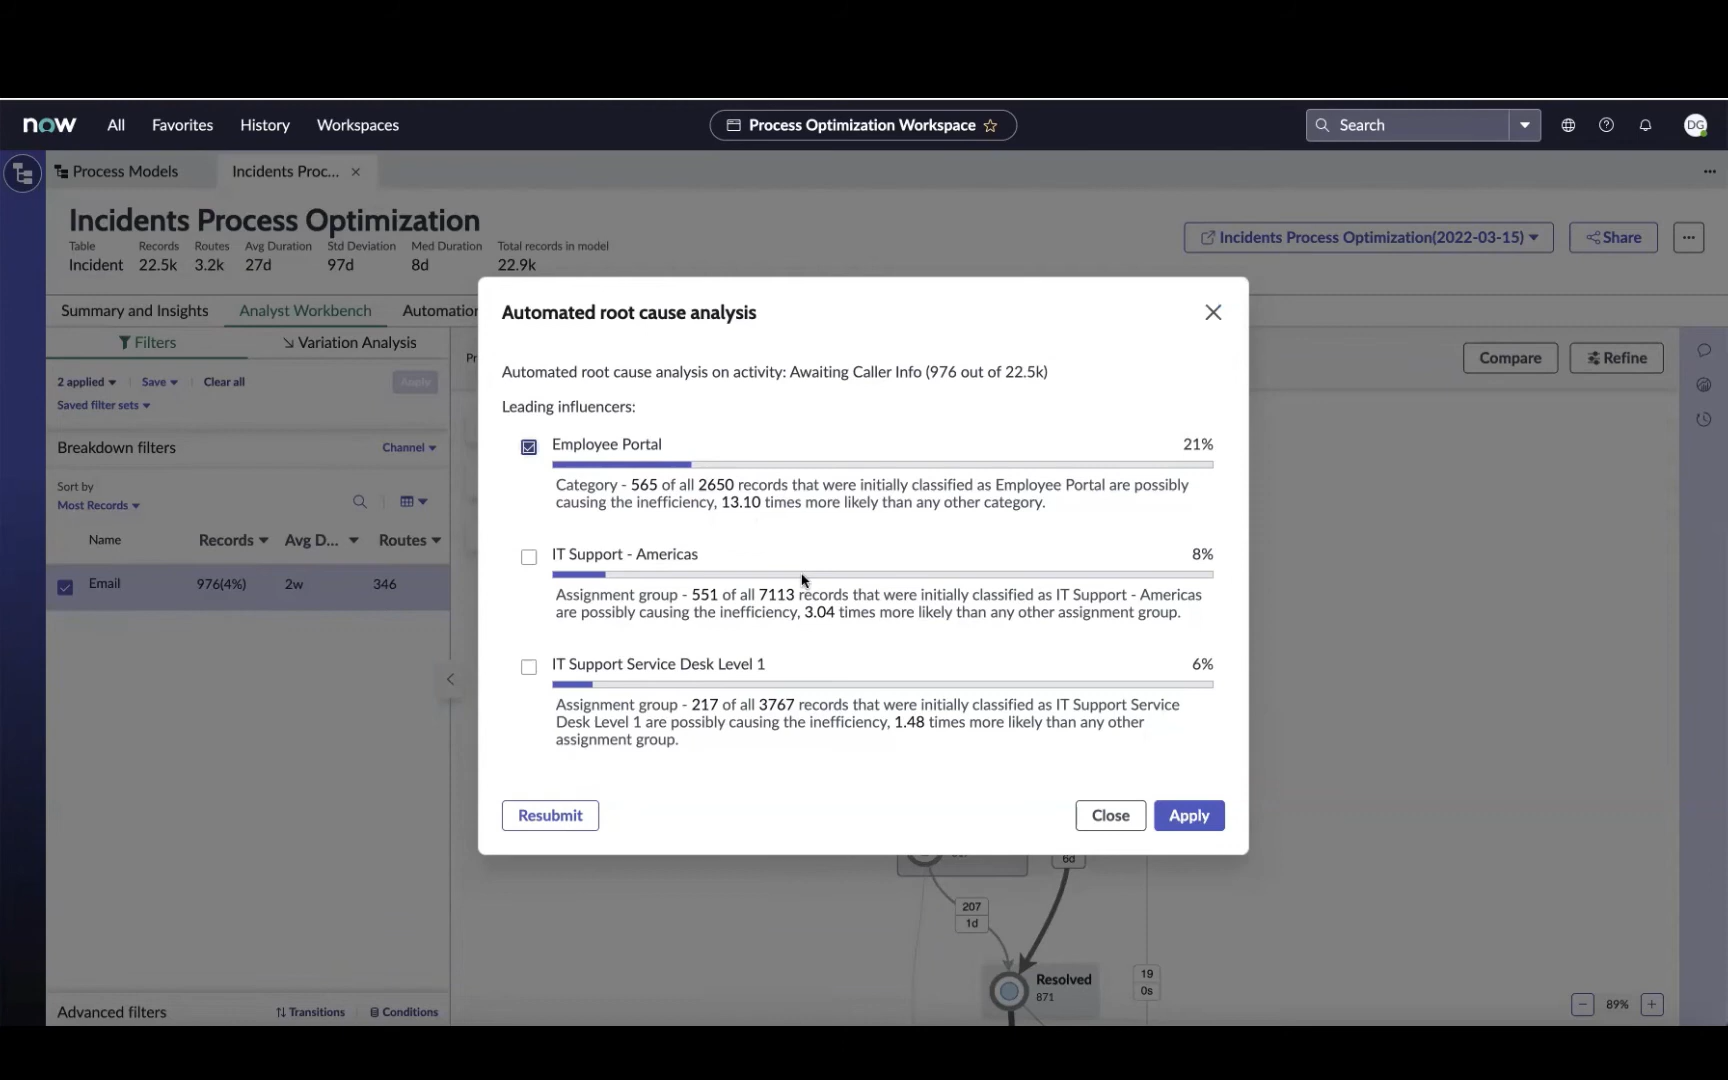 now All Favorites History Workspaces Process Optimization Workspace Search DG
Process Models Incidents Proc...
Incidents Process Optimization
Table Records Routes Avg Duration Std Deviation Med Duration Total records in model
Incident 22.5k 3.2k 27d 97d 8d 22.9k
Incidents Process Optimization(2022-03-15) Share
Summary and Insights Analyst Workbench
Filters Variation Analysis
2 applied Save Clear all Apply
Saved filter sets
Compare Refine
Breakdown filters Channel
Sort by
Most Records
Name Records Avg D... Routes
Email 976(4%) 2w 346
Automated root cause analysis
Automated root cause analysis on activity: Awaiting Caller Info (976 out of 22.5k)
Leading influencers:
Employee Portal 21%
Category - 565 of all 2650 records that were initially classified as Employee Portal are possibly
causing the inefficiency, 13.10 times more likely than any other category.
IT Support - Americas 8%
Assignment group - 551 of all 7113 records that were initially classified as IT Support - Americas
are possibly causing the inefficiency, 3.04 times more likely than any other assignment group.
IT Support Service Desk Level 1 6%
Assignment group - 217 of all 3767 records that were initially classified as IT Support Service
Desk Level 1 are possibly causing the inefficiency, 1.48 times more likely than any other
assignment group.
Resubmit Close Apply
6d
207
1d
Resolved
871
19
0s
Advanced filters Transitions Conditions
89%